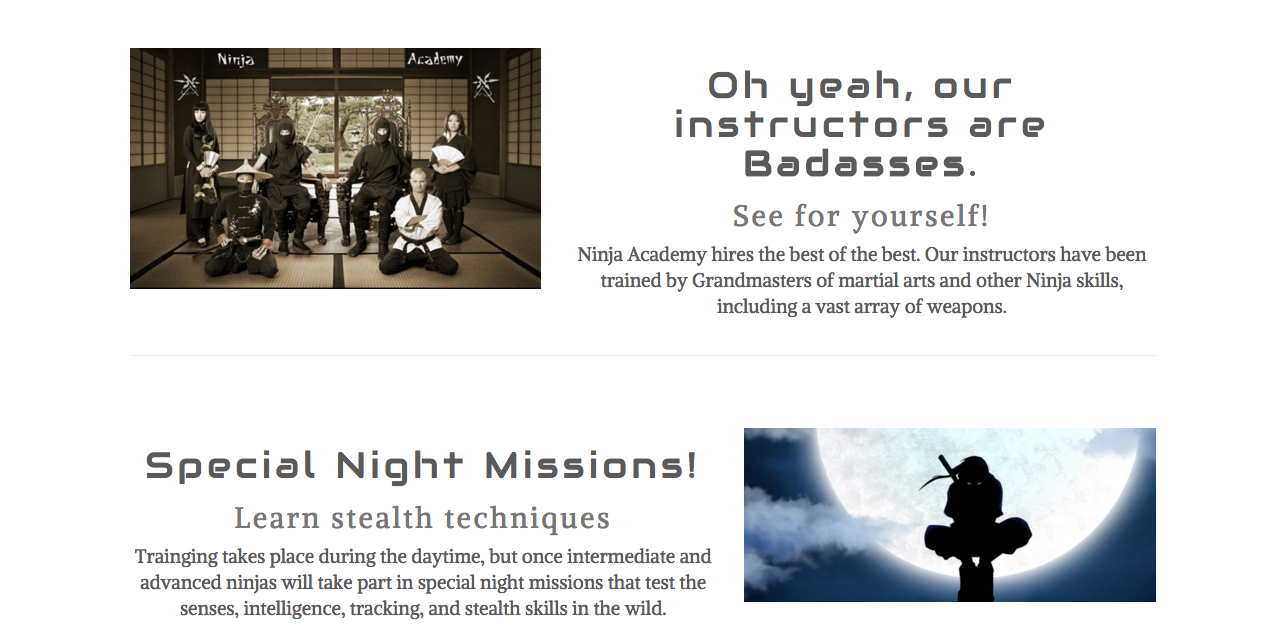 Ninja Academy
Oh yeah, our
instructors are
Badasses.
See for yourself!
Ninja Academy hires the best of the best. Our instructors have been
trained by Grandmasters of martial arts and other Ninja skills,
including a vast array of weapons.
Special Night Missions!
Learn stealth techniques
Trainging takes place during the daytime, but once intermediate and
advanced ninjas will take part in special night missions that test the
senses, intelligence, tracking, and stealth skills in the wild.